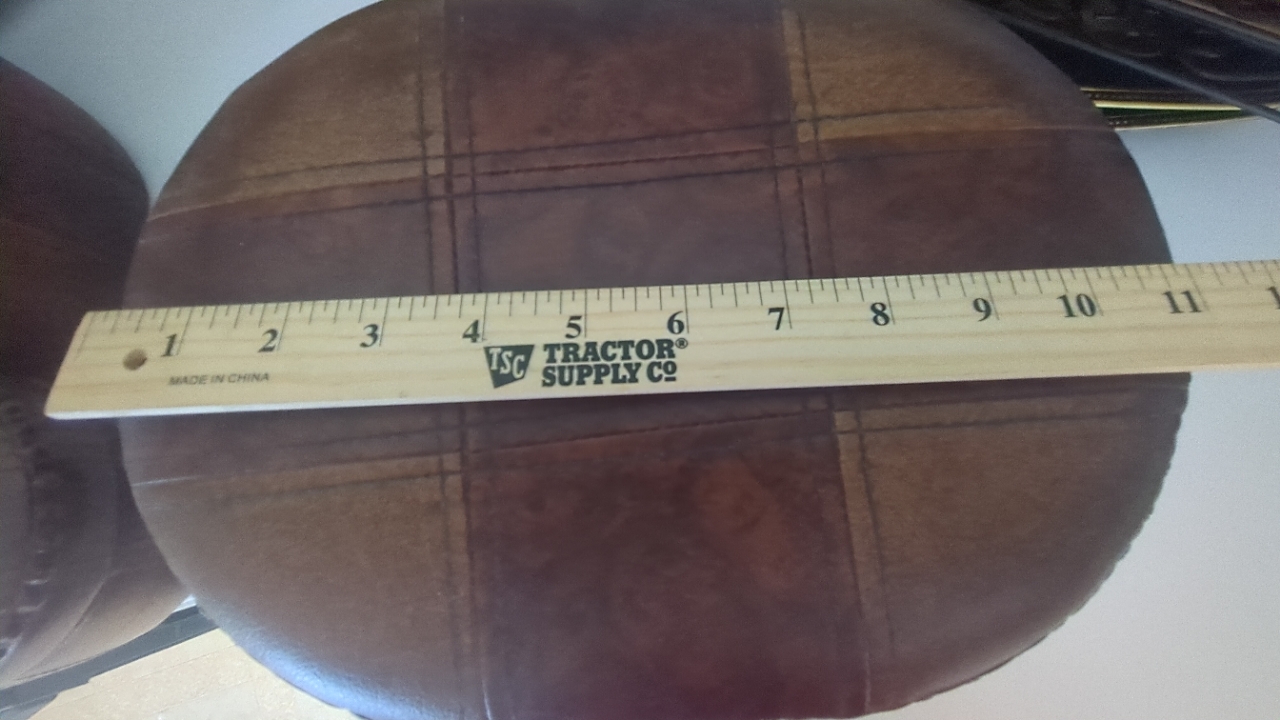 1 2 3 4 5 6 7 8 9 10 11
MADE IN CHINA
TSC TRACTOR®
SUPPLY Cº